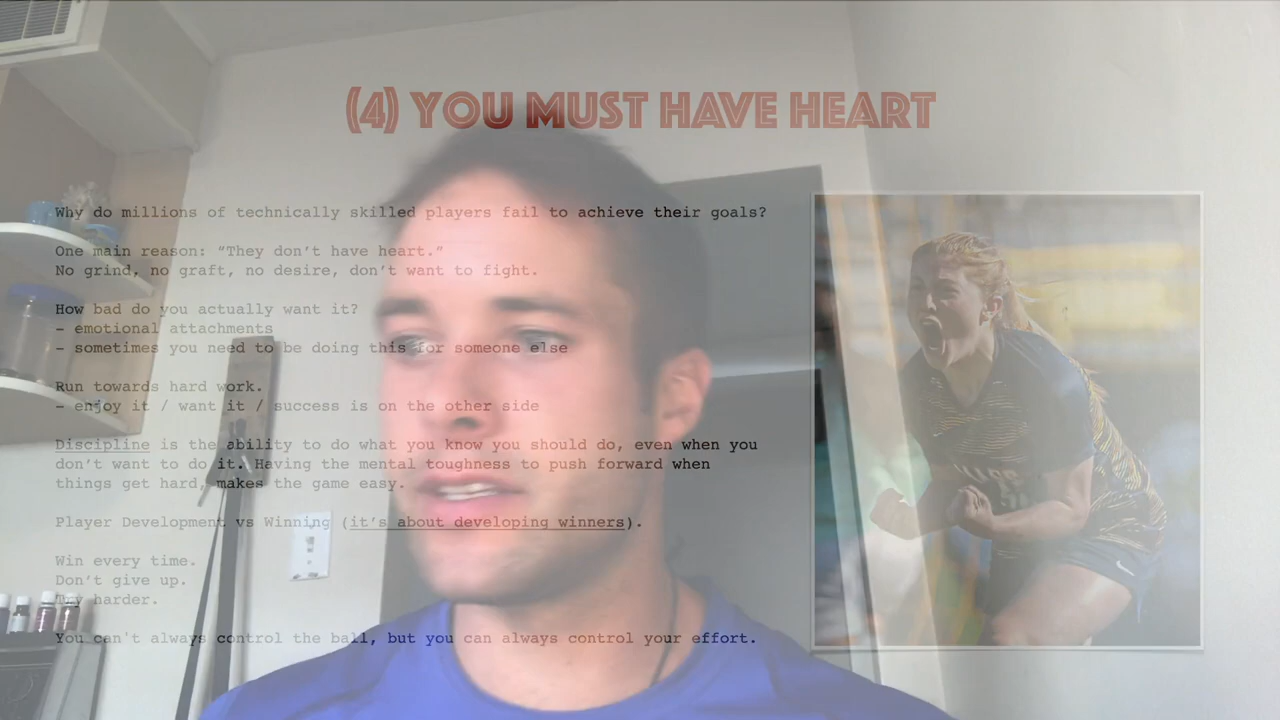 (4) YOU MUST HAVE HEART
Why do millions of technically skilled players fail to achieve their goals?
One main reason: “They don’t have heart.”
No grind, no graft, no desire, don’t want to fight.
How bad do you actually want it?
- emotional attachments
- sometimes you need to be doing this for someone else
Run towards hard work.
- enjoy it / want it / success is on the other side
Discipline is the ability to do what you know you should do, even when you
don’t want to do it. Having the mental toughness to push forward when
things get hard, makes the game easy.
Player Development vs Winning (it’s about developing winners).
Win every time.
Don’t give up.
Try harder.
You can't always control the ball, but you can always control your effort.